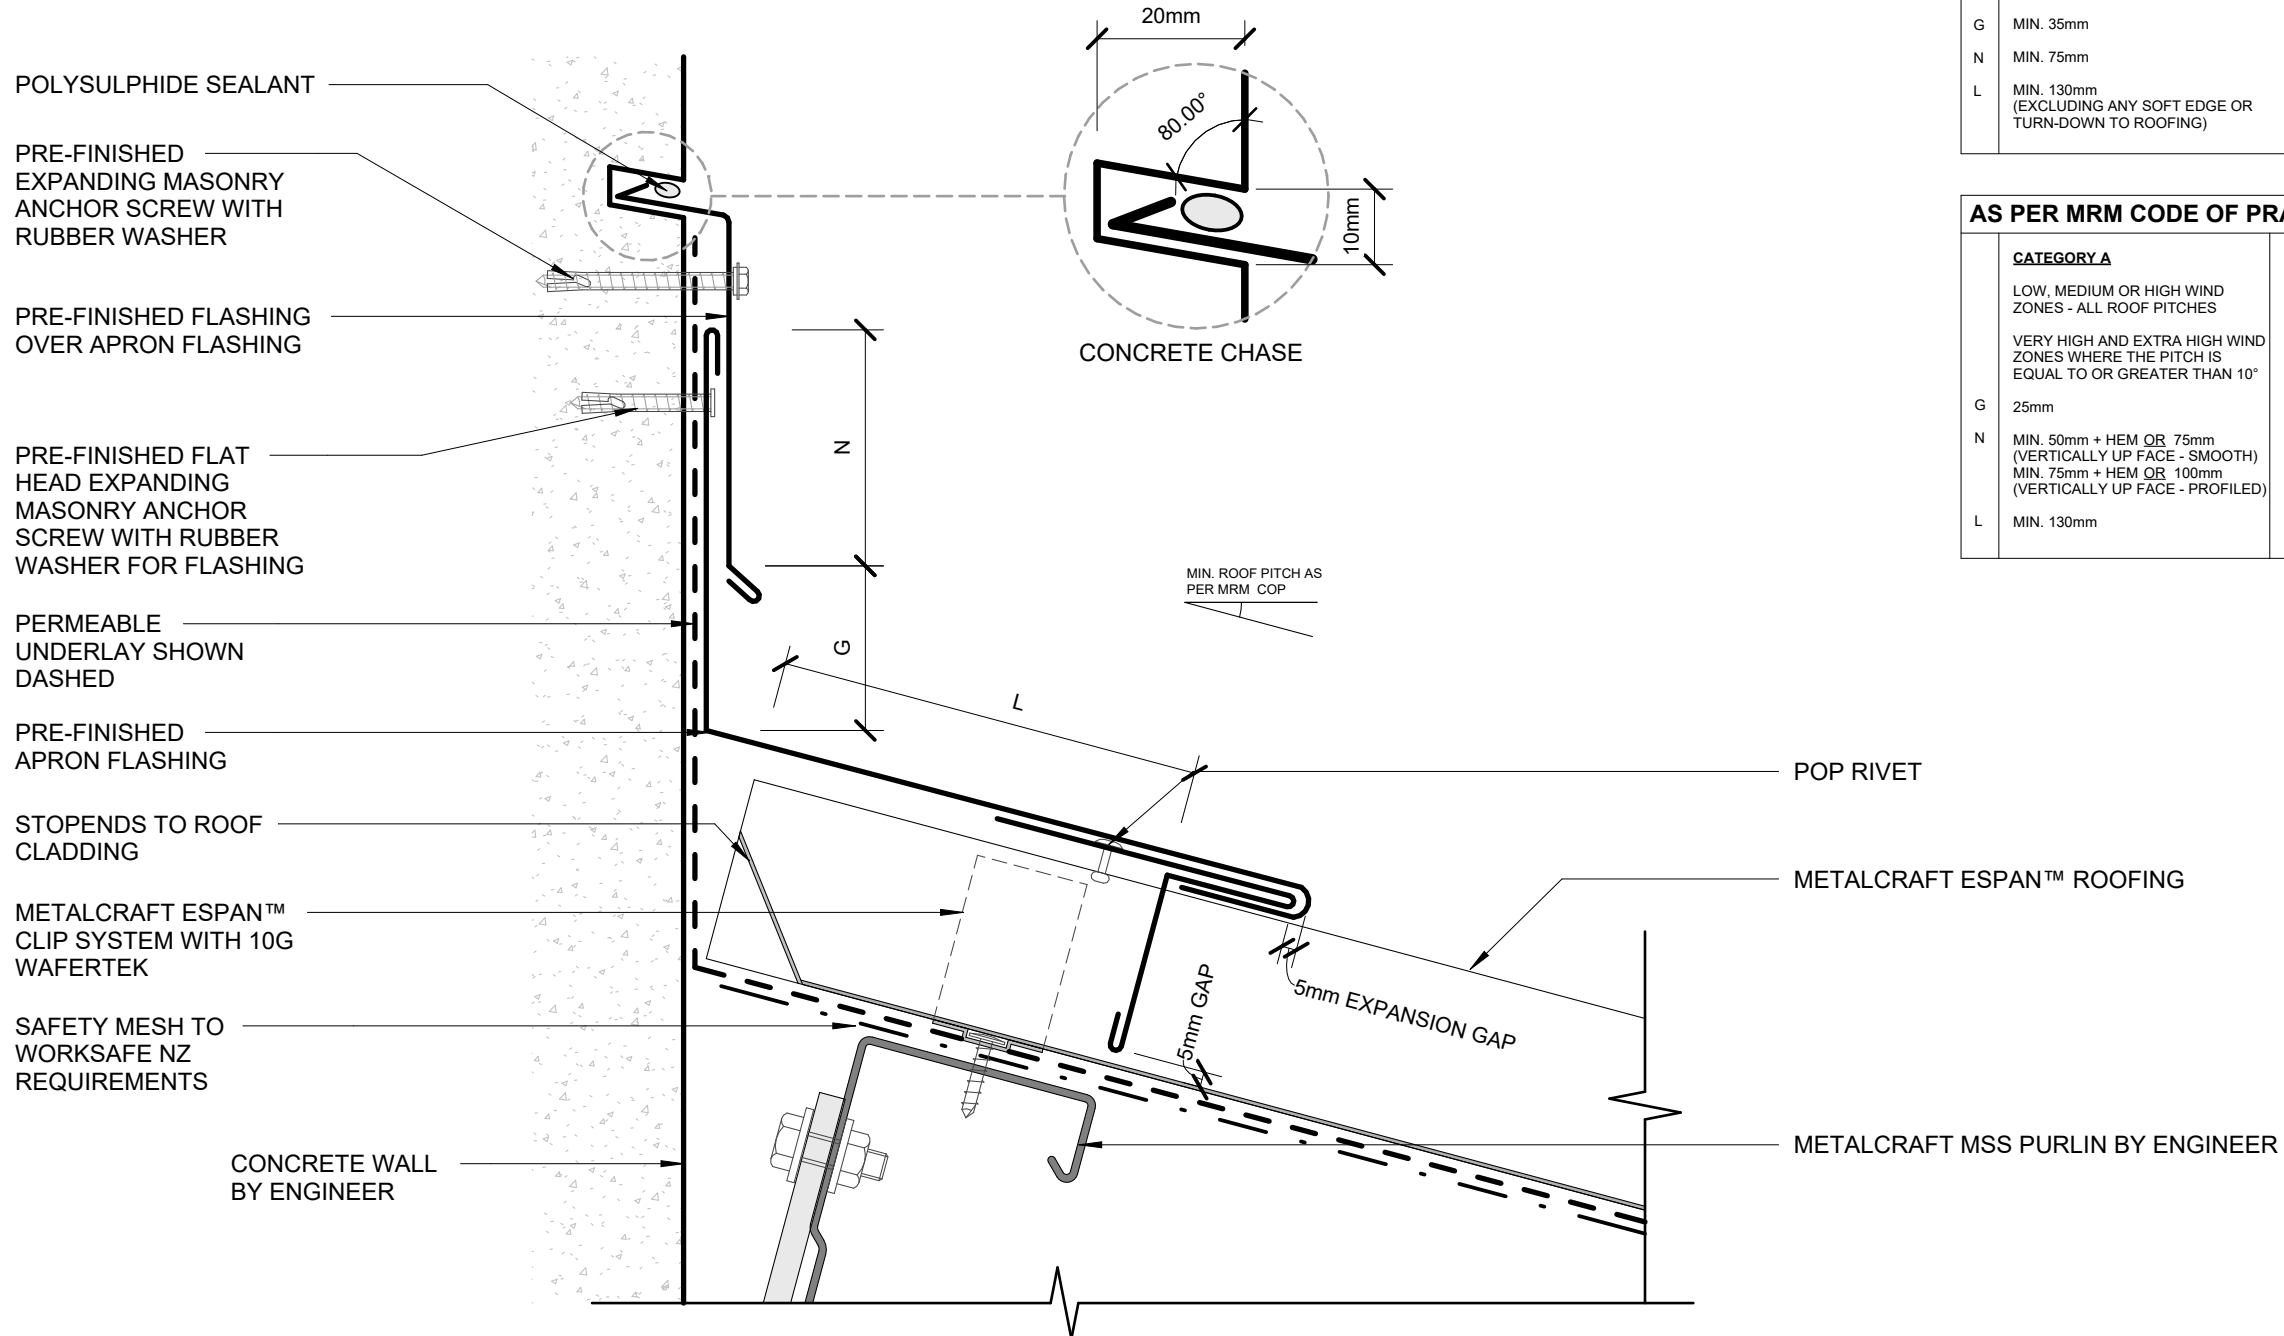 POLYSULPHIDE SEALANT
PRE-FINISHED
EXPANDING MASONRY
ANCHOR SCREW WITH
RUBBER WASHER
PRE-FINISHED FLASHING
OVER APRON FLASHING
PRE-FINISHED FLAT
HEAD EXPANDING
MASONRY ANCHOR
SCREW WITH RUBBER
WASHER FOR FLASHING
PERMEABLE
UNDERLAY SHOWN
DASHED
PRE-FINISHED
APRON FLASHING
STOPENDS TO ROOF
CLADDING
METALCRAFT ESPAN™
CLIP SYSTEM WITH 10G
WAFERTEK
SAFETY MESH TO
WORKSAFE NZ
REQUIREMENTS
CONCRETE WALL
BY ENGINEER
20mm
80.00°
10mm
CONCRETE CHASE
N
G
L
MIN. ROOF PITCH AS
PER MRM COP
5mm GAP
5mm EXPANSION GAP
POP RIVET
METALCRAFT ESPAN™ ROOFING
METALCRAFT MSS PURLIN BY ENGINEER
G MIN. 35mm
N MIN. 75mm
L MIN. 130mm
(EXCLUDING ANY SOFT EDGE OR
TURN-DOWN TO ROOFING)
AS PER MRM CODE OF PRA
CATEGORY A
LOW, MEDIUM OR HIGH WIND
ZONES - ALL ROOF PITCHES
VERY HIGH AND EXTRA HIGH WIND
ZONES WHERE THE PITCH IS
EQUAL TO OR GREATER THAN 10°
G 25mm
N MIN. 50mm + HEM OR 75mm
(VERTICALLY UP FACE - SMOOTH)
MIN. 75mm + HEM OR 100mm
(VERTICALLY UP FACE - PROFILED)
L MIN. 130mm